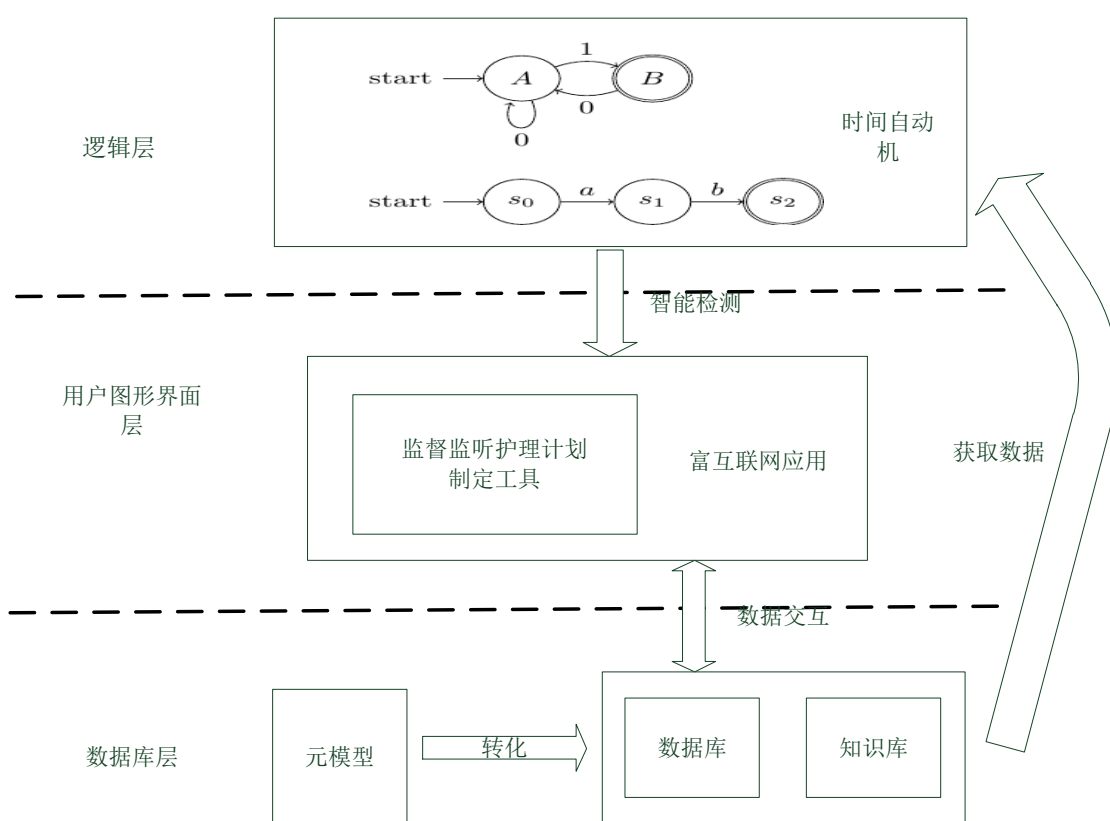 逻辑层
1
start
A
B
0
0
时间自动
机
start
s0
a
s1
b
s2
智能检测
用户图形界面
层
监督监听护理计划
制定工具
富互联网应用
获取数据
数据交互
数据库层
元模型
转化
数据库
知识库